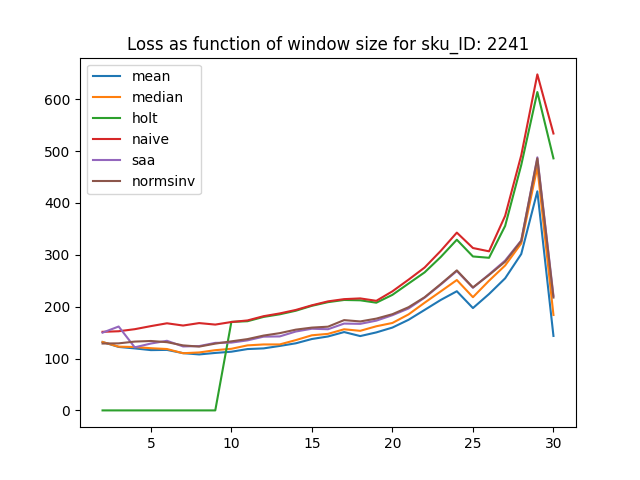 Loss as function of window size for sku_ID: 2241
mean
median
holt
naive
saa
normsinv
600
500
400
300
200
100
0
5 10 15 20 25 30